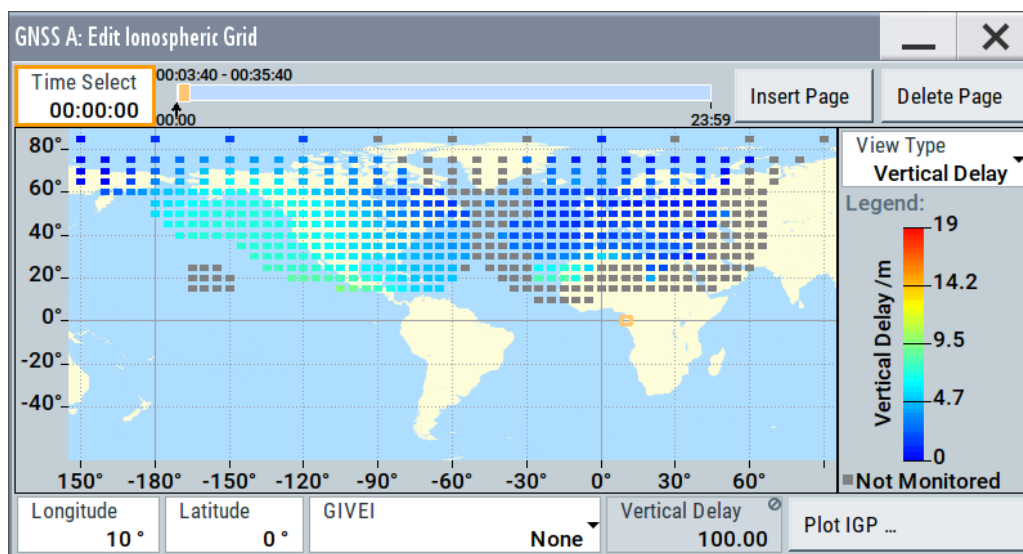 GNSS A: Edit Ionospheric Grid
Time Select
00:00:00
00:03:40 - 00:35:40
00:00
23:59
Insert Page
Delete Page
View Type
Vertical Delay
Legend:
19
14.2
9.5
4.7
0
Vertical Delay /m
Not Monitored
80°
60°
40°
20°
0°
-20°
-40°
150° -180° -150° -120° -90° -60° -30° 0° 30° 60°
Longitude
10 °
Latitude
0 °
GIVEI
None
Vertical Delay
100.00
Plot IGP ...